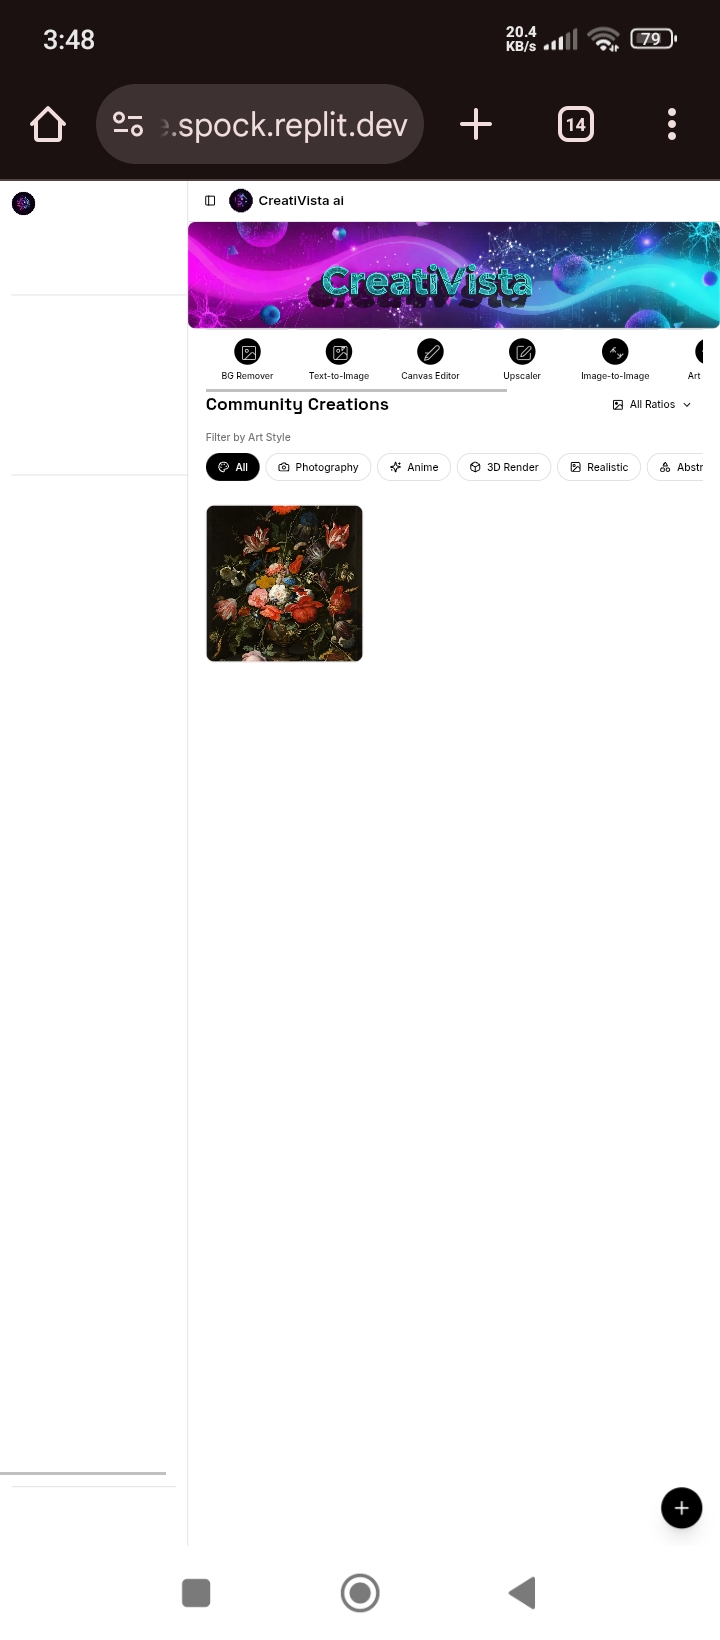 3:48
20.4
KB/s
79
.spock.replit.dev
14
CreatiVista ai
CreatiVista
BG Remover
Text-to-Image
Canvas Editor
Upscaler
Image-to-Image
Art
Community Creations
All Ratios
Filter by Art Style
All
Photography
Anime
3D Render
Realistic
Abstr